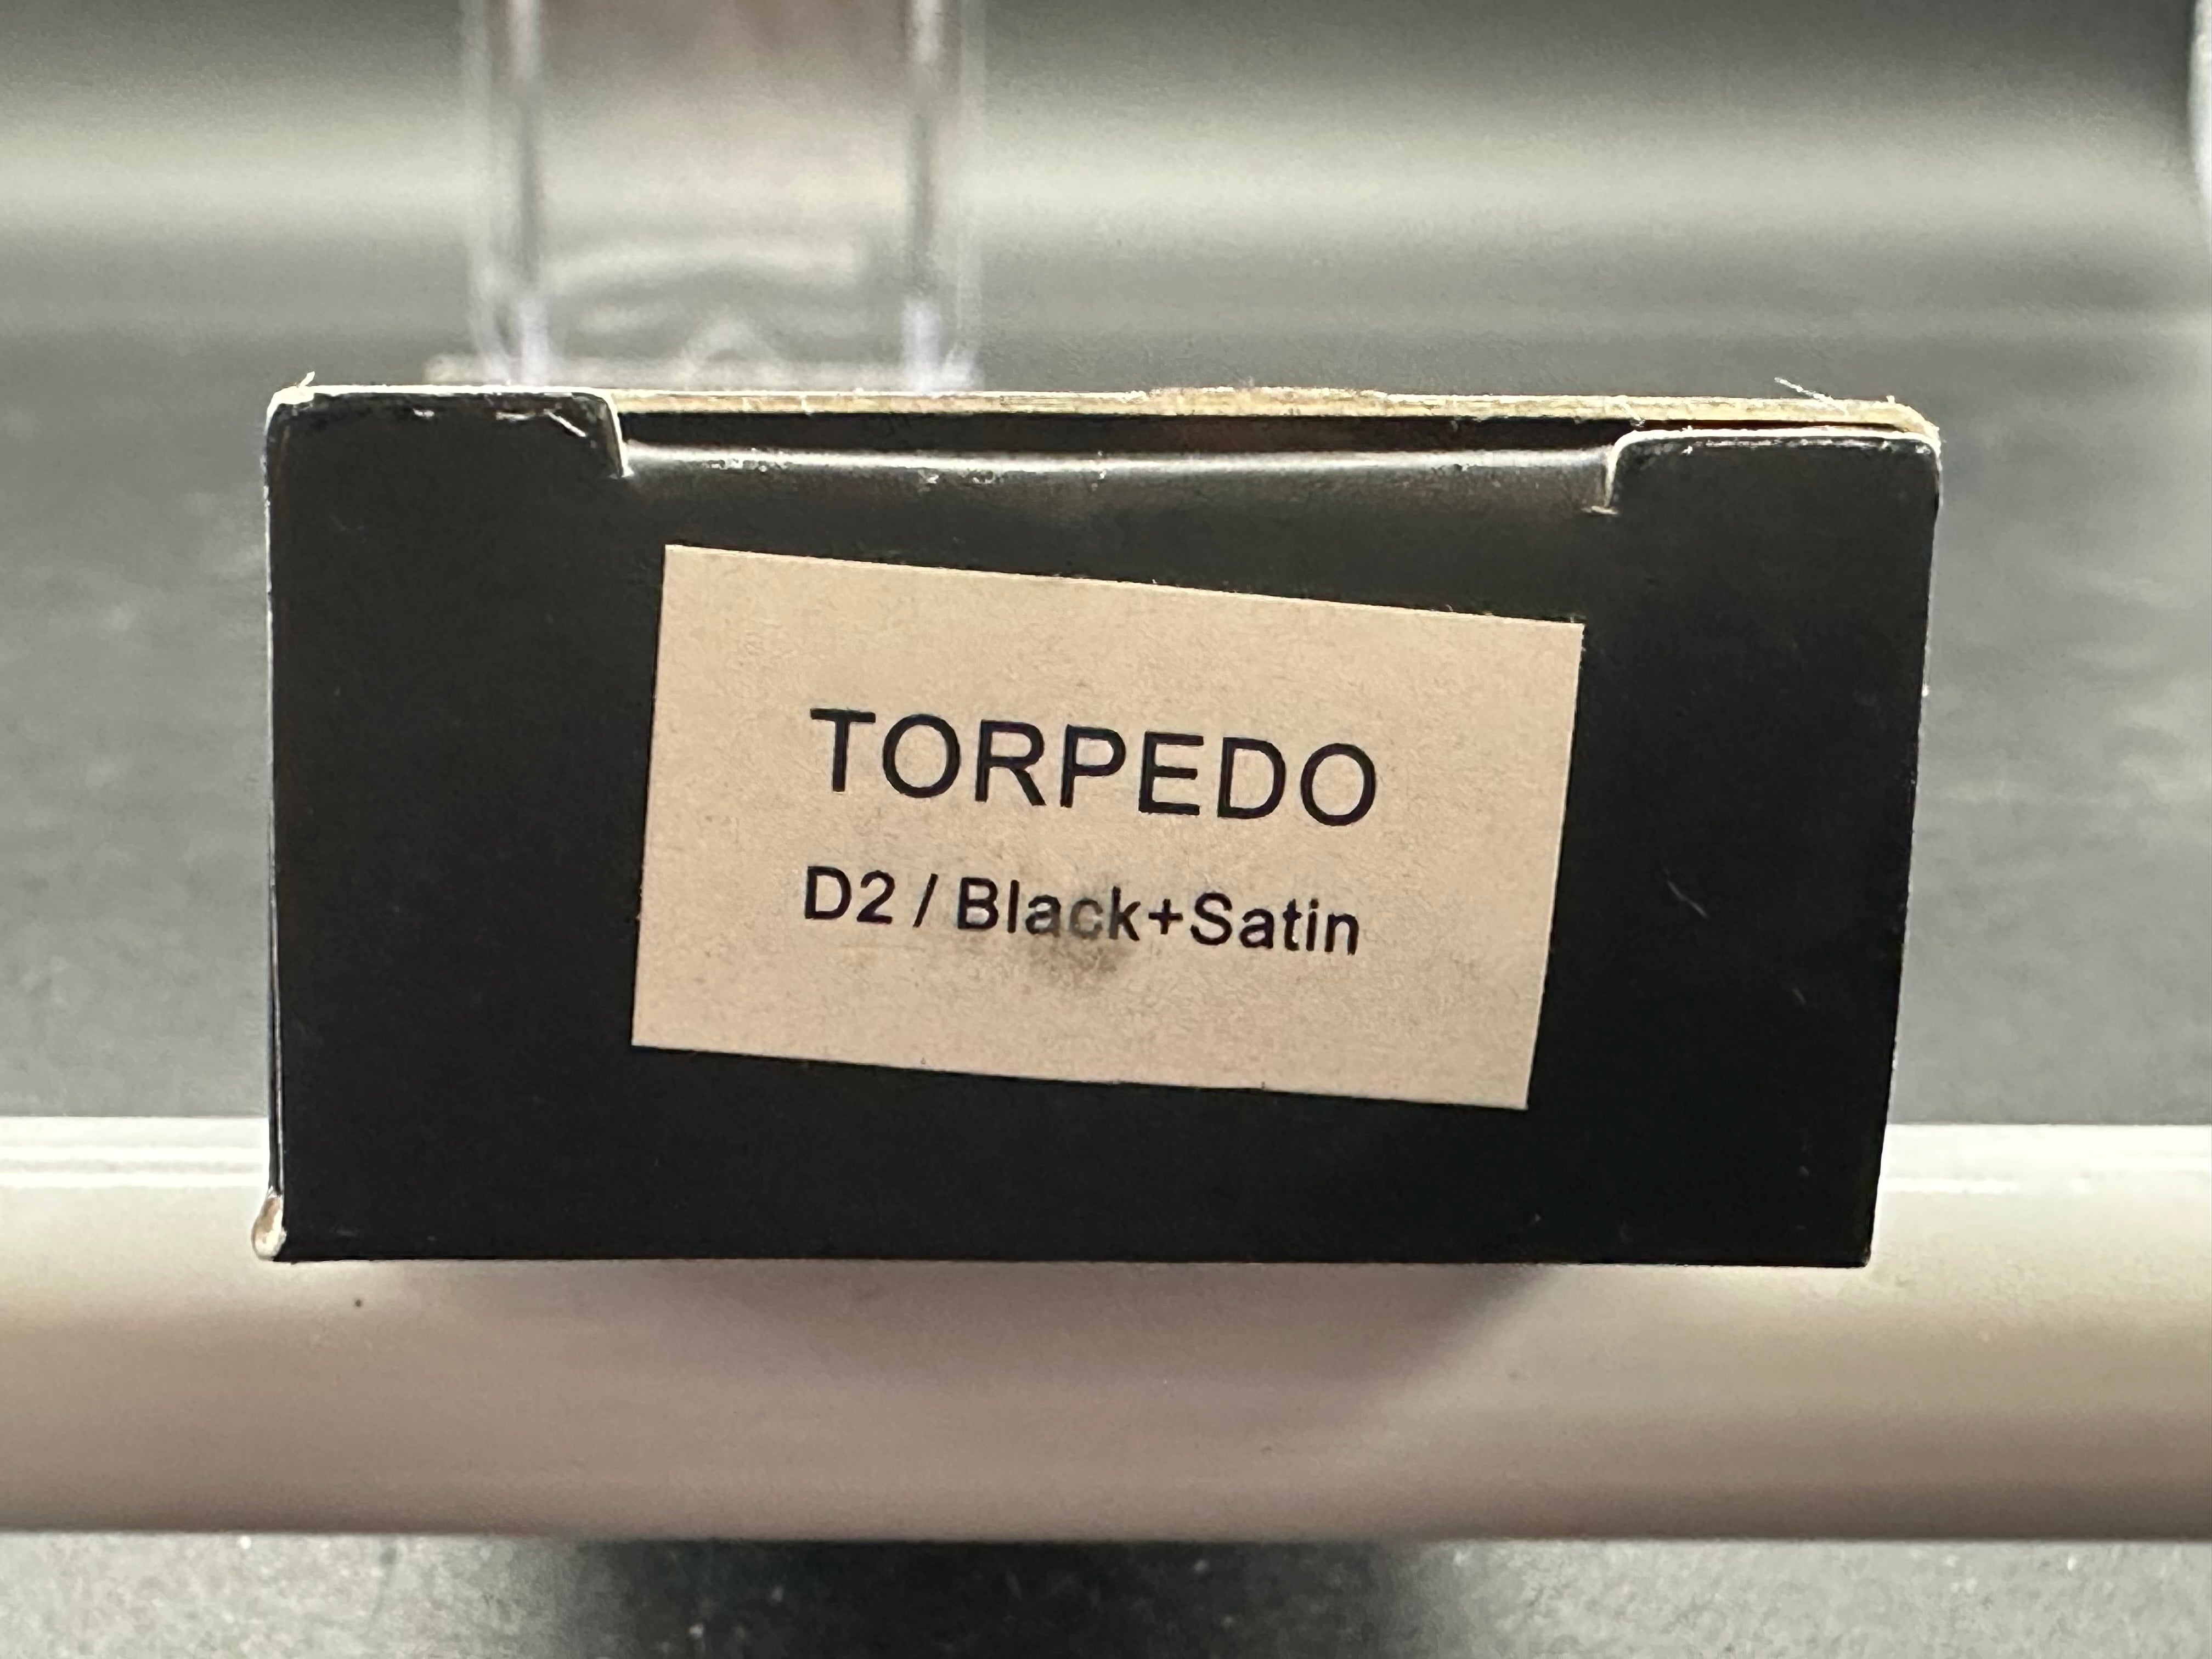 TORPEDO
D2 / Black+Satin